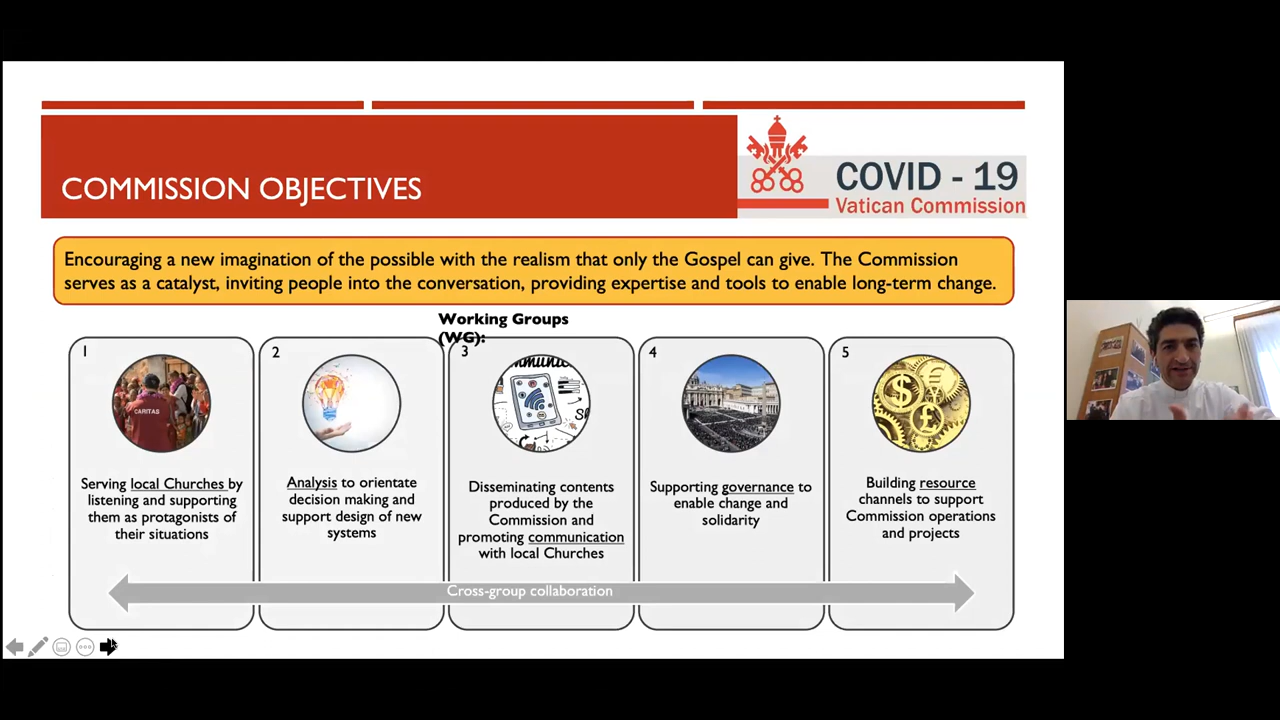 COMMISSION OBJECTIVES
COVID - 19
Vatican Commission
Encouraging a new imagination of the possible with the realism that only the Gospel can give. The Commission
serves as a catalyst, inviting people into the conversation, providing expertise and tools to enable long-term change.
Working Groups
(WG):
1
CARITAS
Serving local Churches by
listening and supporting
them as protagonists of
their situations
2
Analysis to orientate
decision making and
support design of new
systems
3
Disseminating contents
produced by the
Commission and
promoting communication
with local Churches
4
Supporting governance to
enable change and
solidarity
5
$ € £
Building resource
channels to support
Commission operations
and projects
Cross-group collaboration